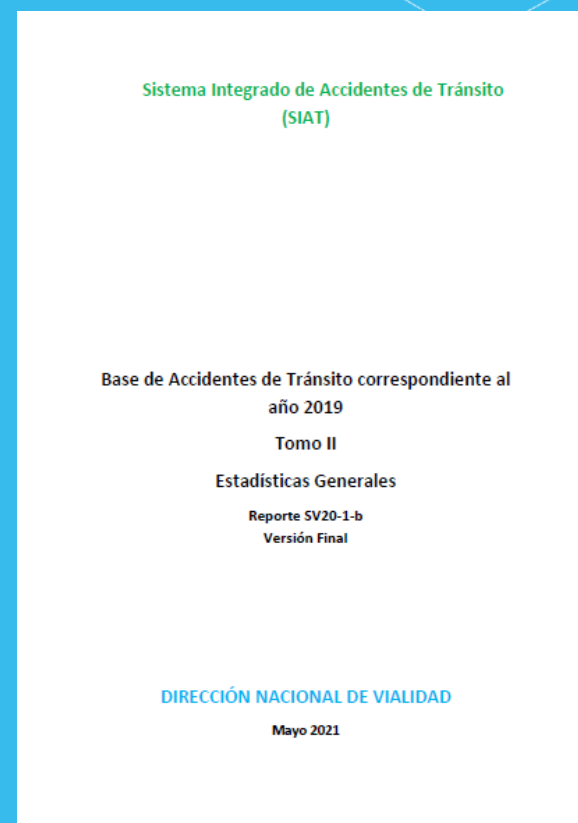 Sistema Integrado de Accidentes de Tránsito
(SIAT)
Base de Accidentes de Tránsito correspondiente al
año 2019
Tomo II
Estadísticas Generales
Reporte SV20-1-b
Versión Final
DIRECCIÓN NACIONAL DE VIALIDAD
Mayo 2021